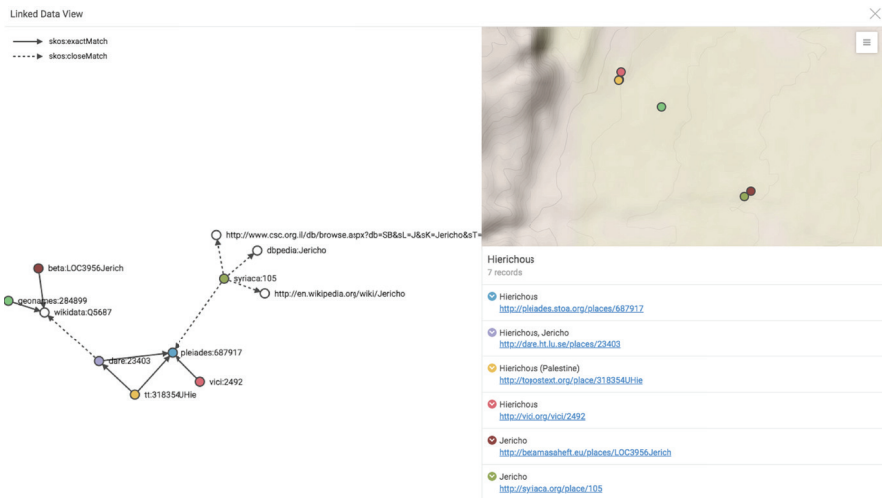 Linked Data View
skos:exactMatch
skos:closeMatch
http://www.csc.org.il/db/browse.aspx?db=SB&sL=J&sK=Jericho&sT=
dbpedia:Jericho
beta:LOC3956Jerich
syriaca:105
http://en.wikipedia.org/wiki/Jericho
geonames:284899
wikidata:Q5687
pleiades:687917
dare:23403
vici:2492
tt:318354UHie
Hierichous
7 records
Hierichous
http://pleiades.stoa.org/places/687917
Hierichous, Jericho
http://dare.ht.lu.se/places/23403
Hierichous (Palestine)
http://topostext.org/place/318354UHie
Hierichous
http://vici.org/vici/2492
Jericho
http://betamasaheft.eu/places/LOC3956Jerich
Jericho
http://syriaca.org/place/105